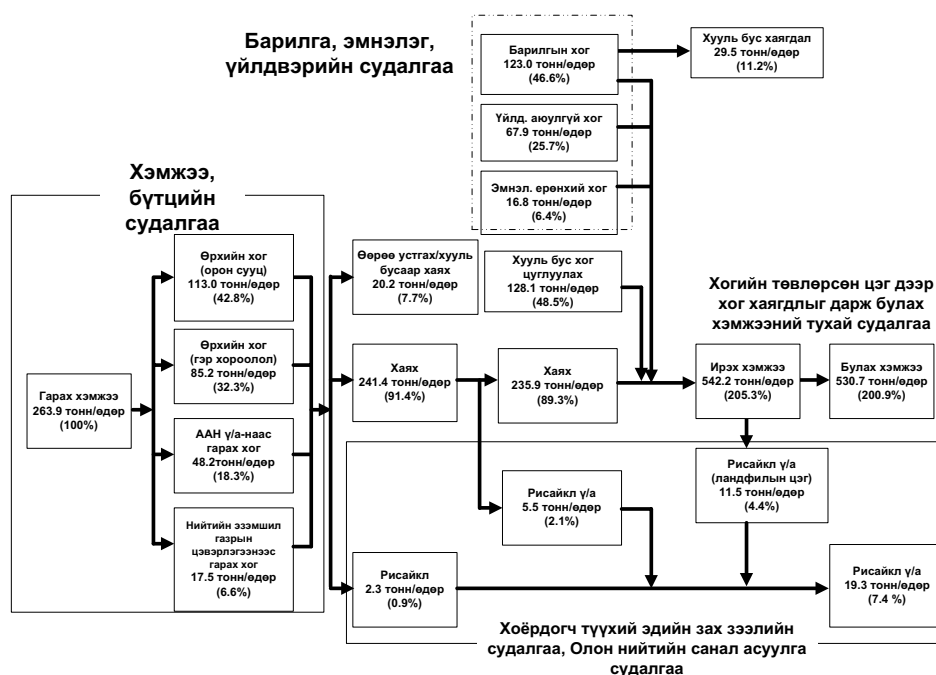 Барилга, эмнэлэг,
үйлдвэрийн судалгаа
Барилгын хог
123.0 тонн/өдөр
(46.6%)
Хууль бус хаягдал
29.5 тонн/өдөр
(11.2%)
Үйлд. аюулгүй хог
67.9 тонн/өдөр
(25.7%)
Эмнэл. ерөнхий хог
16.8 тонн/өдөр
(6.4%)
Хэмжээ,
бүтцийн
судалгаа
Гарах хэмжээ
263.9 тонн/өдөр
(100%)
Өрхийн хог
(орон сууц)
113.0 тонн/өдөр
(42.8%)
Өрхийн хог
(гэр хороолол)
85.2 тонн/өдөр
(32.3%)
ААН ү/а-наас
гарах хог
48.2тонн/өдөр
(18.3%)
Нийтийн эзэмшил
газрын
цэвэрлэгээнээс
гарах хог
17.5 тонн/өдөр
(6.6%)
Өөрөө устгах/хууль
бусаар хаях
20.2 тонн/өдөр
(7.7%)
Хууль бус хог
цуглуулах
128.1 тонн/өдөр
(48.5%)
Хогийн төвлөрсөн цэг дээр
хог хаягдлыг дарж булах
хэмжээний тухай судалгаа
Хаях
241.4 тонн/өдөр
(91.4%)
Хаях
235.9 тонн/өдөр
(89.3%)
Ирэх хэмжээ
542.2 тонн/өдөр
(205.3%)
Булах хэмжээ
530.7 тонн/өдөр
(200.9%)
Рисайкл ү/а
5.5 тонн/өдөр
(2.1%)
Рисайкл ү/а
(ландфилын цэг)
11.5 тонн/өдөр
(4.4%)
Рисайкл
2.3 тонн/өдөр
(0.9%)
Рисайкл ү/а
19.3 тонн/өдөр
(7.4 %)
Хоёрдогч түүхий эдийн зах зээлийн
судалгаа, Олон нийтийн санал асуулга
судалгаа